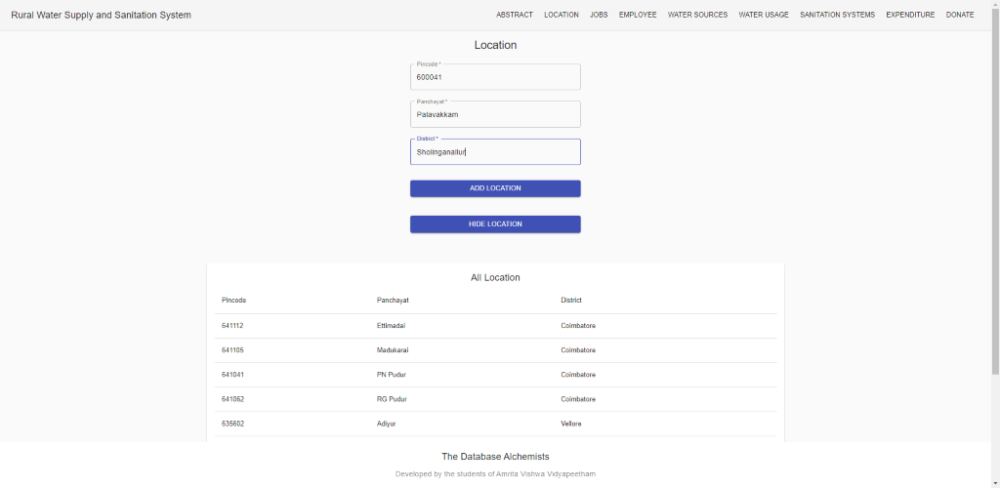 Rural Water Supply and Sanitation System ABSTRACT LOCATION JOBS EMPLOYEE WATER SOURCES WATER USAGE SANITATION SYSTEMS EXPENDITURE DONATE
Location
Pincode *
600041
Panchayat *
Palavakkam
District *
Sholinganallur
ADD LOCATION
HIDE LOCATION
All Location
Pincode Panchayat District
641112 Ettimadai Coimbatore
641105 Madukarai Coimbatore
641041 PN Pudur Coimbatore
641062 RG Pudur Coimbatore
635602 Adiyur Vellore
The Database Alchemists
Developed by the students of Amrita Vishwa Vidyapeetham